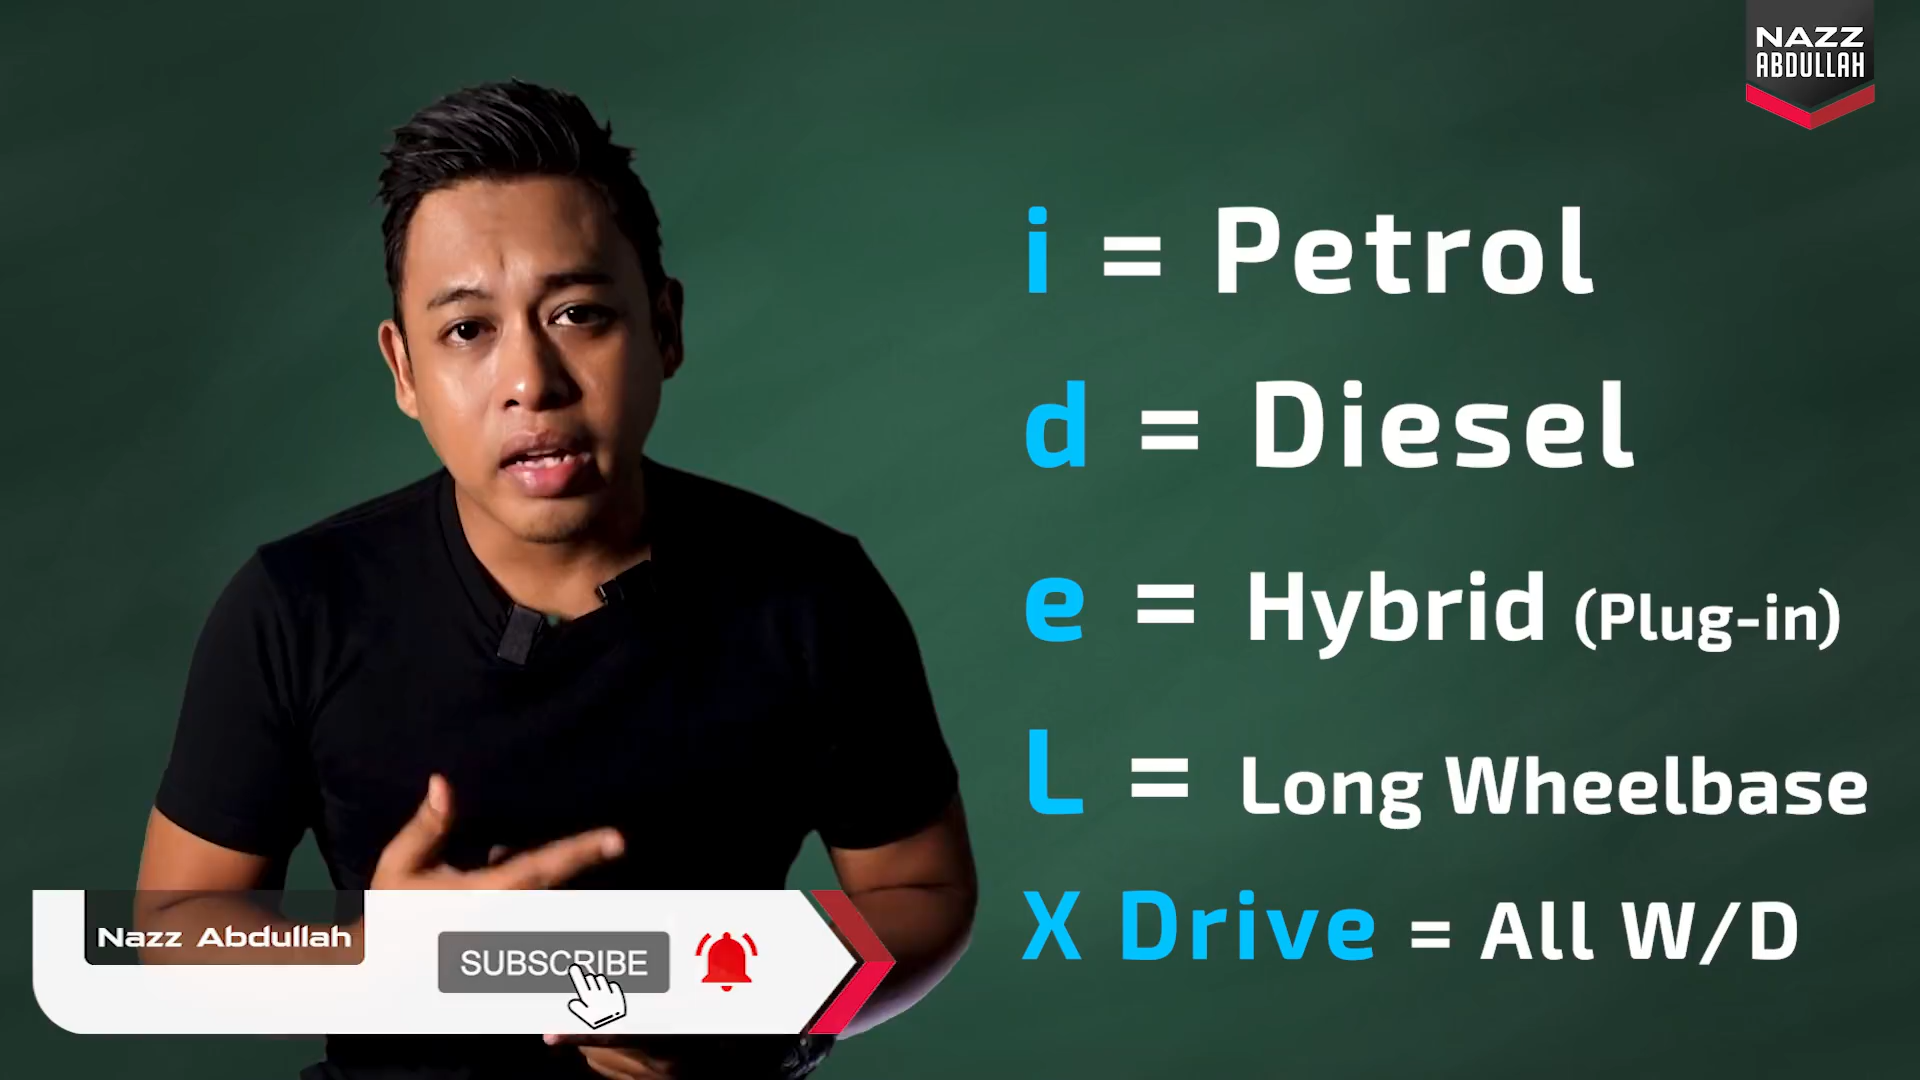 NAZZ
ABDULLAH
i = Petrol
d = Diesel
e = Hybrid (Plug-in)
L = Long Wheelbase
X Drive = All W/D
Nazz Abdullah
SUBSCRIBE